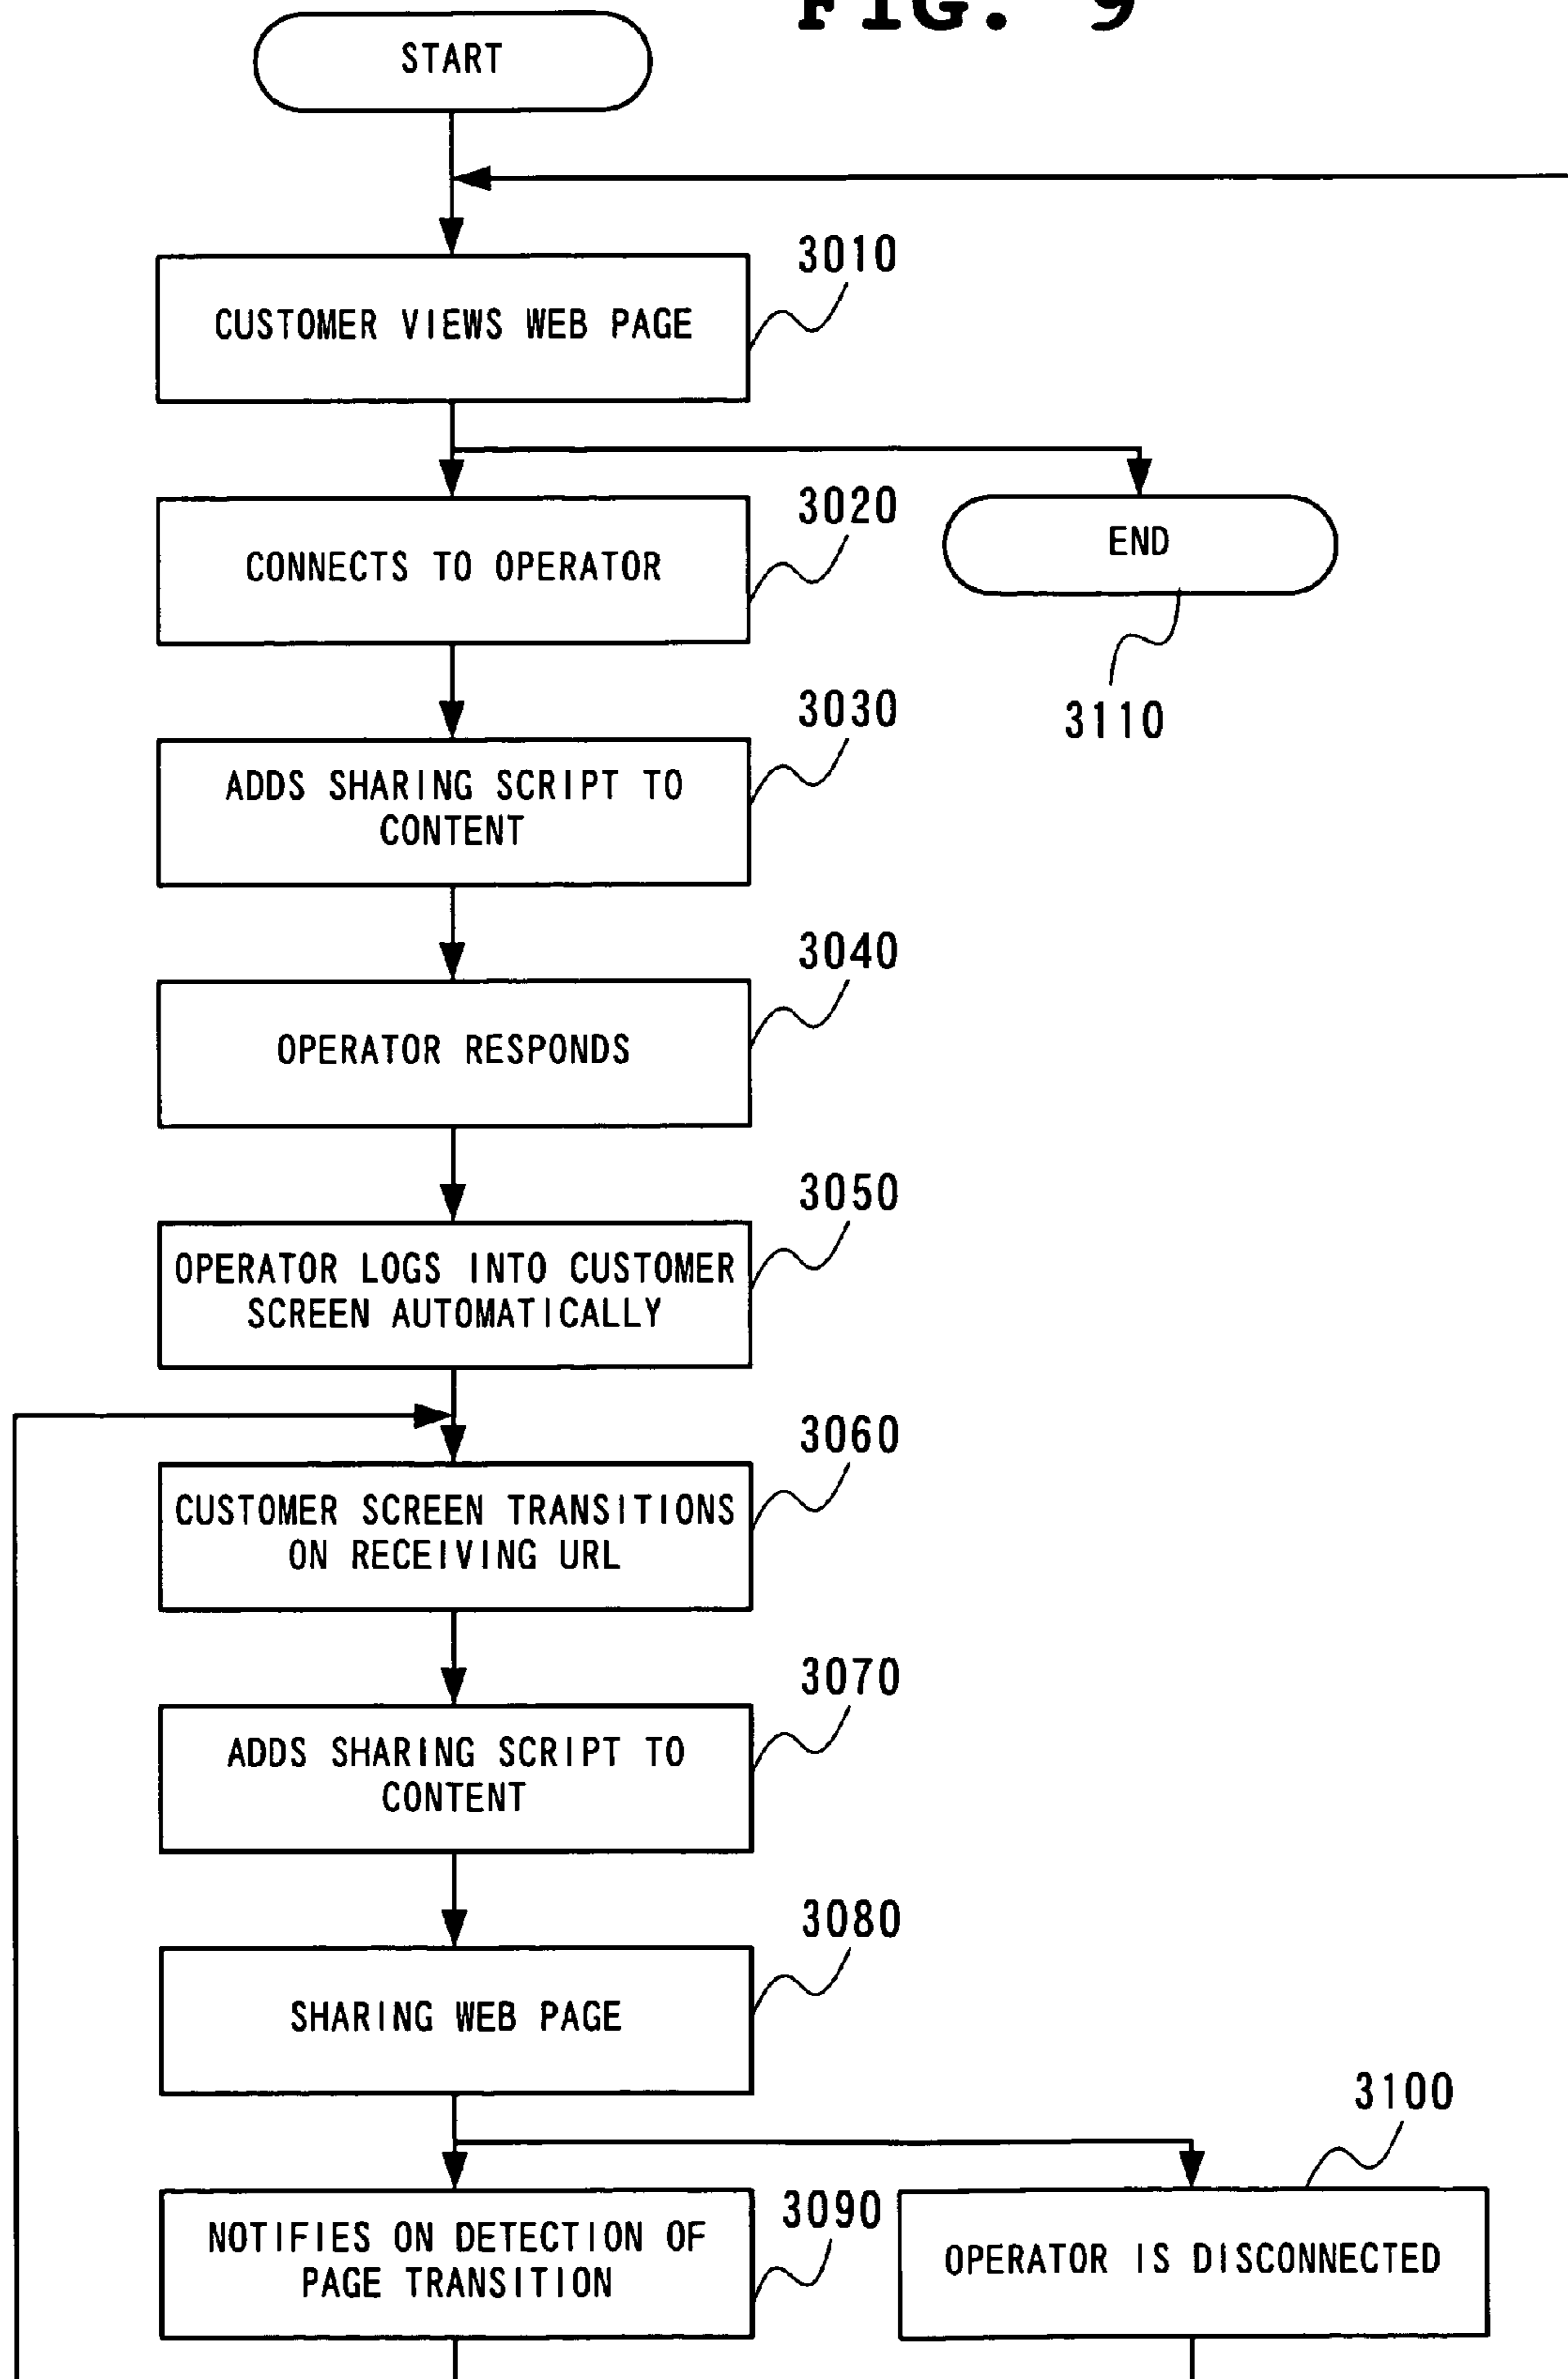 FIG. 9
START
3010
CUSTOMER VIEWS WEB PAGE
3020
CONNECTS TO OPERATOR
END
3110
3030
ADDS SHARING SCRIPT TO
CONTENT
3040
OPERATOR RESPONDS
3050
OPERATOR LOGS INTO CUSTOMER
SCREEN AUTOMATICALLY
3060
CUSTOMER SCREEN TRANSITIONS
ON RECEIVING URL
3070
ADDS SHARING SCRIPT TO
CONTENT
3080
SHARING WEB PAGE
3100
3090
NOTIFIES ON DETECTION OF
PAGE TRANSITION
OPERATOR IS DISCONNECTED